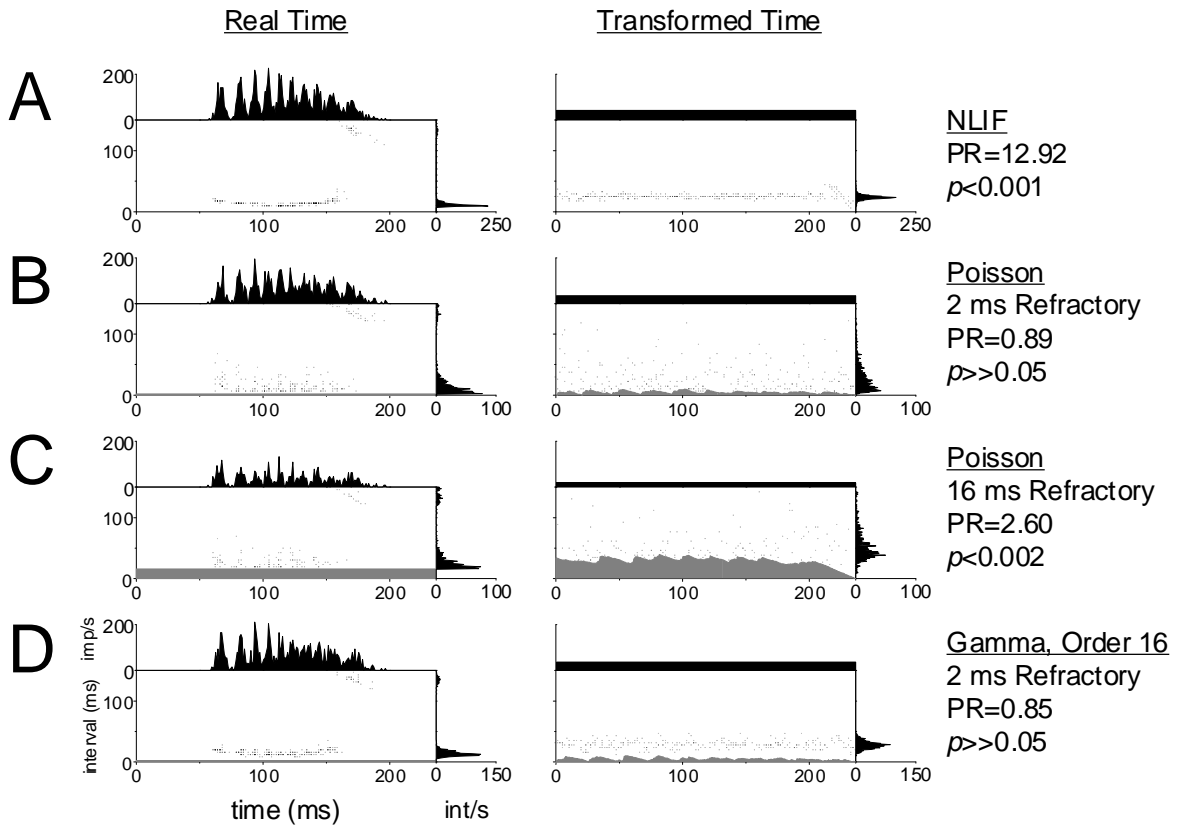 Real Time
Transformed Time
A
200
0
100
0
0
100
200
0
250
0
100
200
0
250
NLIF
PR=12.92
p<0.001
B
200
0
100
0
0
100
200
0
100
0
100
200
0
100
Poisson
2 ms Refractory
PR=0.89
p>>0.05
C
200
0
100
0
0
100
200
0
100
0
100
200
0
100
Poisson
16 ms Refractory
PR=2.60
p<0.002
D
imp/s
interval (ms)
200
0
100
0
0
100
200
0
150
0
100
200
0
150
time (ms)
int/s
Gamma, Order 16
2 ms Refractory
PR=0.85
p>>0.05